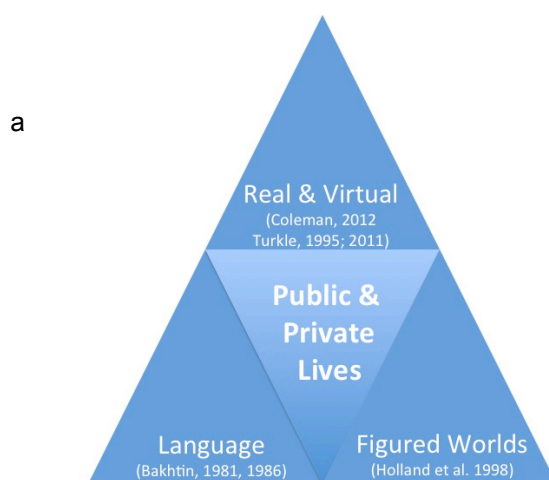 a
Real & Virtual
(Coleman, 2012
Turkle, 1995; 2011)
Public &
Private
Lives
Language
(Bakhtin, 1981, 1986)
Figured Worlds
(Holland et al. 1998)